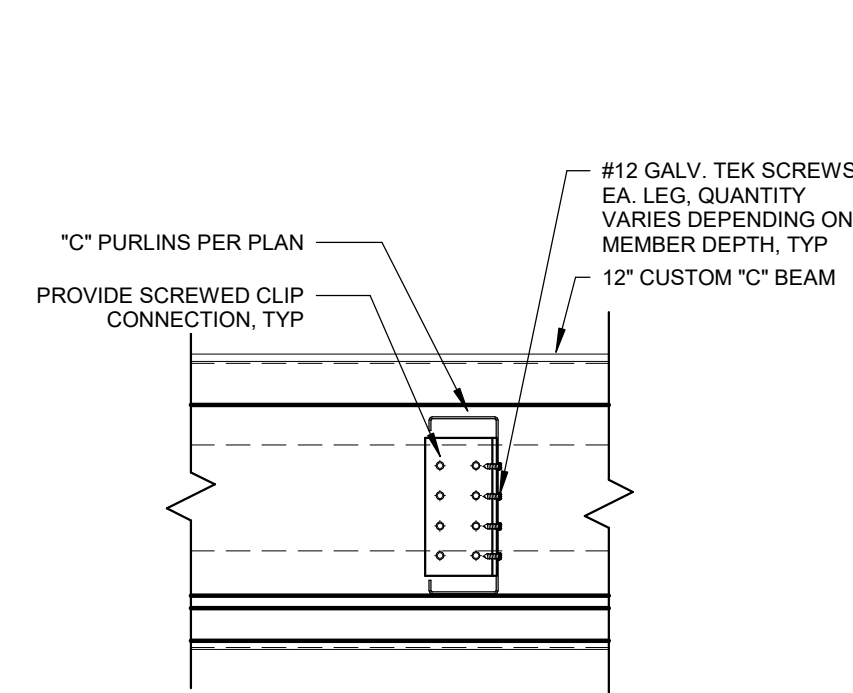 #12 GALV. TEK SCREWS
EA. LEG, QUANTITY
VARIES DEPENDING ON
MEMBER DEPTH, TYP
"C" PURLINS PER PLAN
12" CUSTOM "C" BEAM
PROVIDE SCREWED CLIP
CONNECTION, TYP